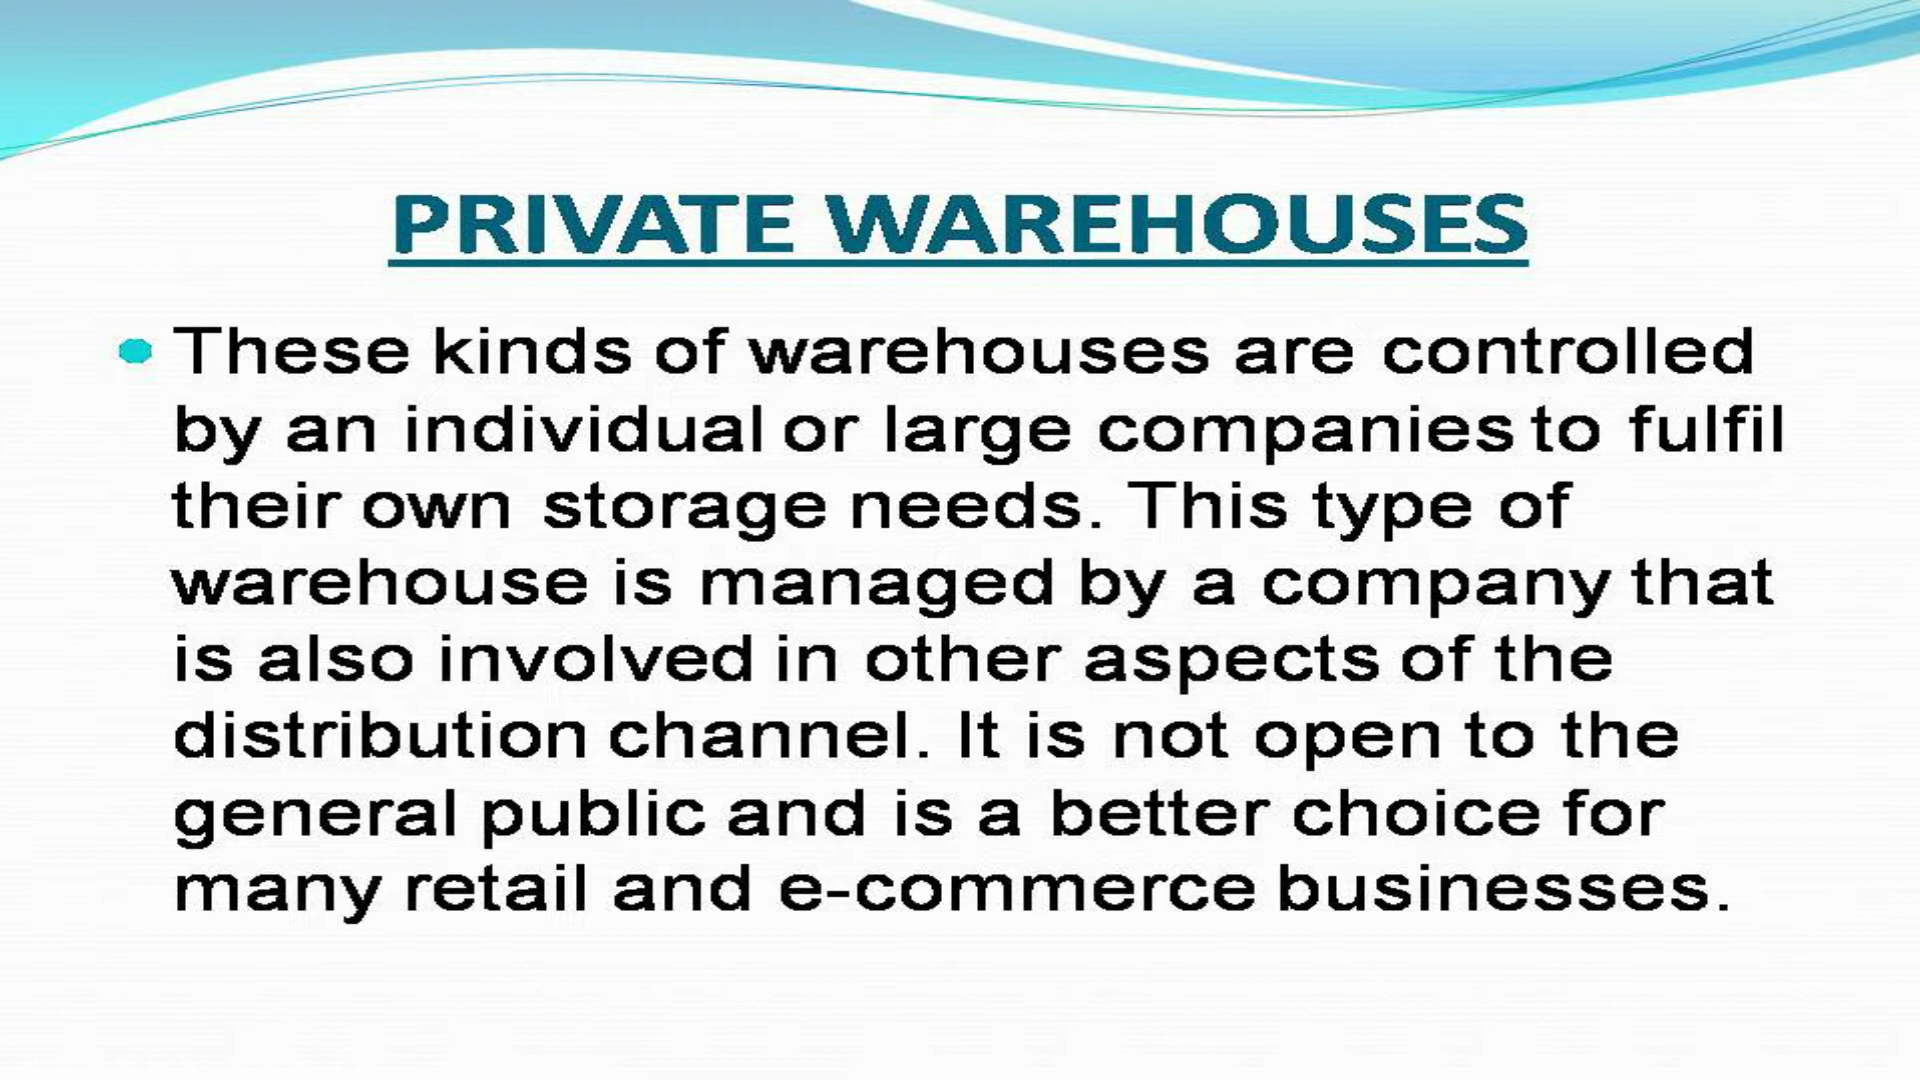 PRIVATE WAREHOUSES
• These kinds of warehouses are controlled
by an individual or large companies to fulfil
their own storage needs. This type of
warehouse is managed by a company that
is also involved in other aspects of the
distribution channel. It is not open to the
general public and is a better choice for
many retail and e-commerce businesses.